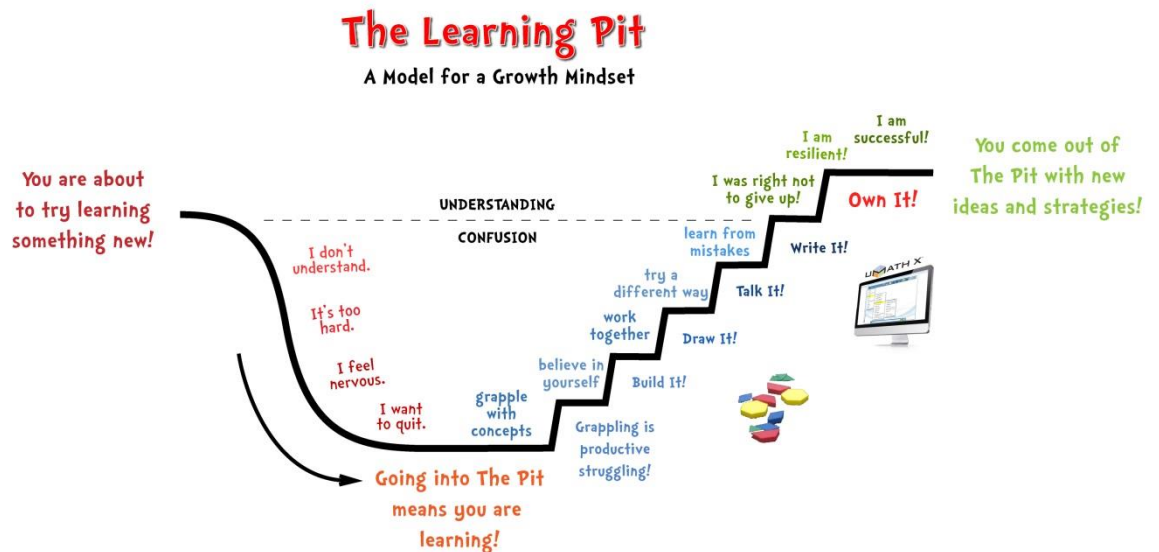 The Learning Pit
A Model for a Growth Mindset
You are about
to try learning
something new!
UNDERSTANDING
CONFUSION
I don't
understand.
It's too
hard.
I feel
nervous.
I want
to quit.
Going into The Pit
means you are
learning!
grapple
with
concepts
Grappling is
productive
struggling!
believe in
yourself
Build It!
work
together
Draw It!
try a
different way
Talk It!
learn from
mistakes
Write It!
I was right not
to give up!
Own It!
I am
resilient!
I am
successful!
You come out of
The Pit with new
ideas and strategies!
uMATH X